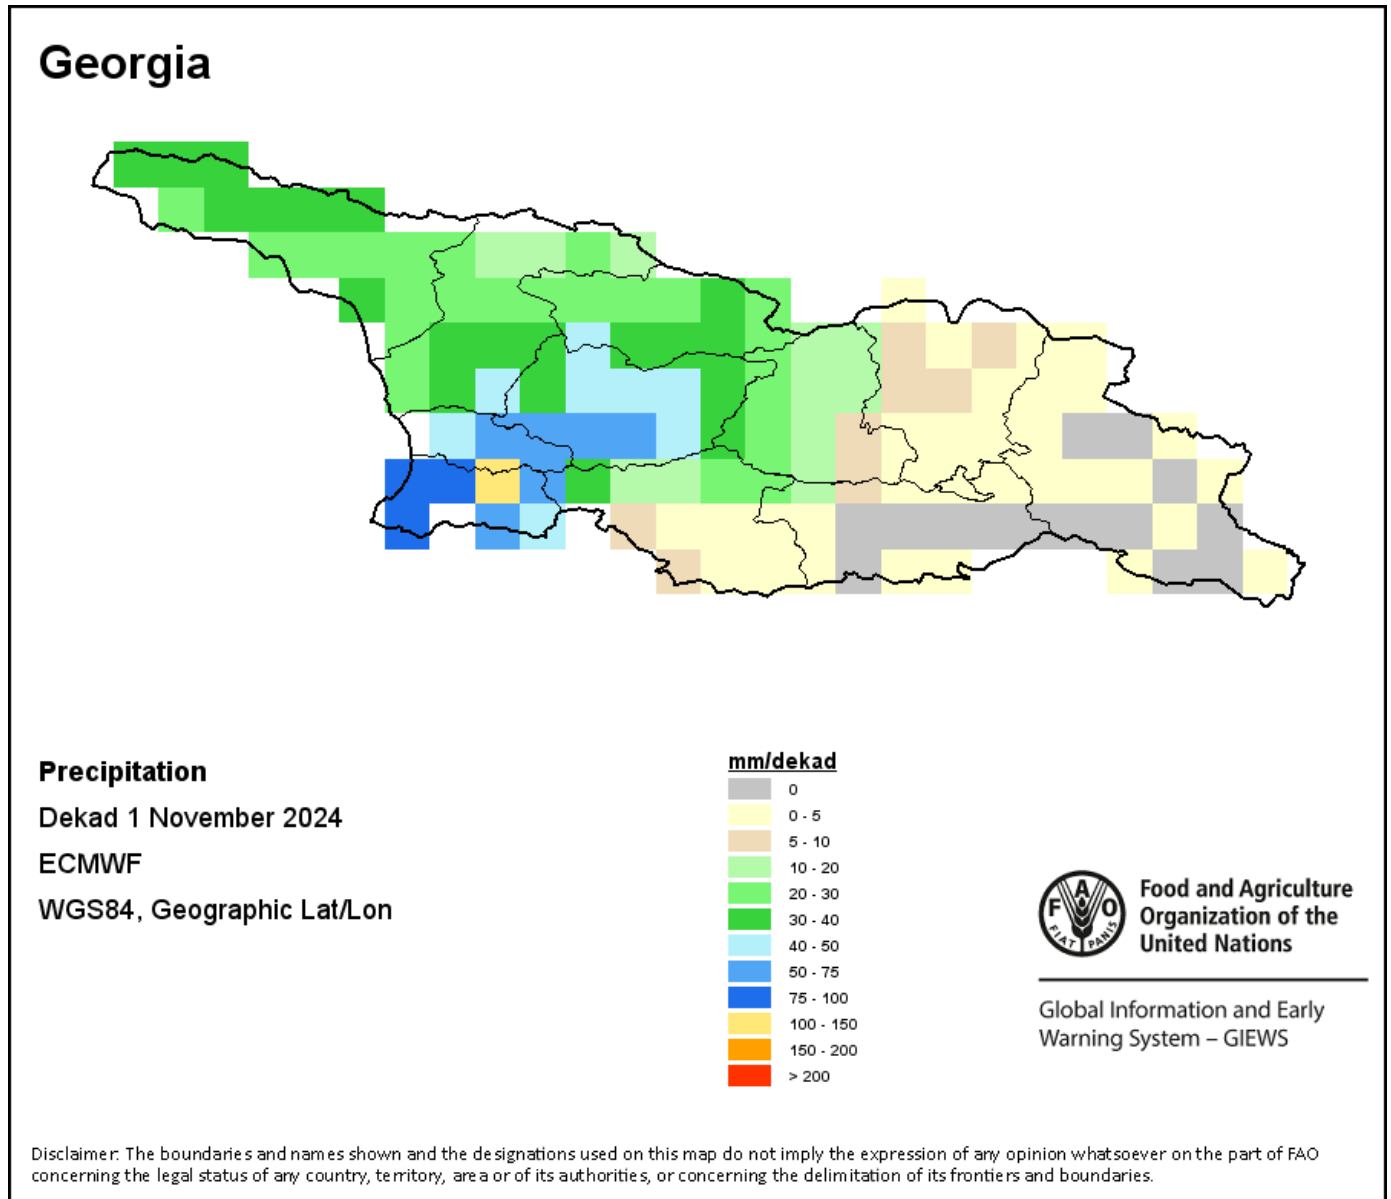 Georgia
Precipitation
Dekad 1 November 2024
ECMWF
WGS84, Geographic Lat/Lon
mm/dekad
0
0 - 5
5 - 10
10 - 20
20 - 30
30 - 40
40 - 50
50 - 75
75 - 100
100 - 150
150 - 200
> 200
F A O
FIAT PANIS
Food and Agriculture
Organization of the
United Nations
Global Information and Early
Warning System – GIEWS
Disclaimer: The boundaries and names shown and the designations used on this map do not imply the expression of any opinion whatsoever on the part of FAO
concerning the legal status of any country, territory, area or of its authorities, or concerning the delimitation of its frontiers and boundaries.